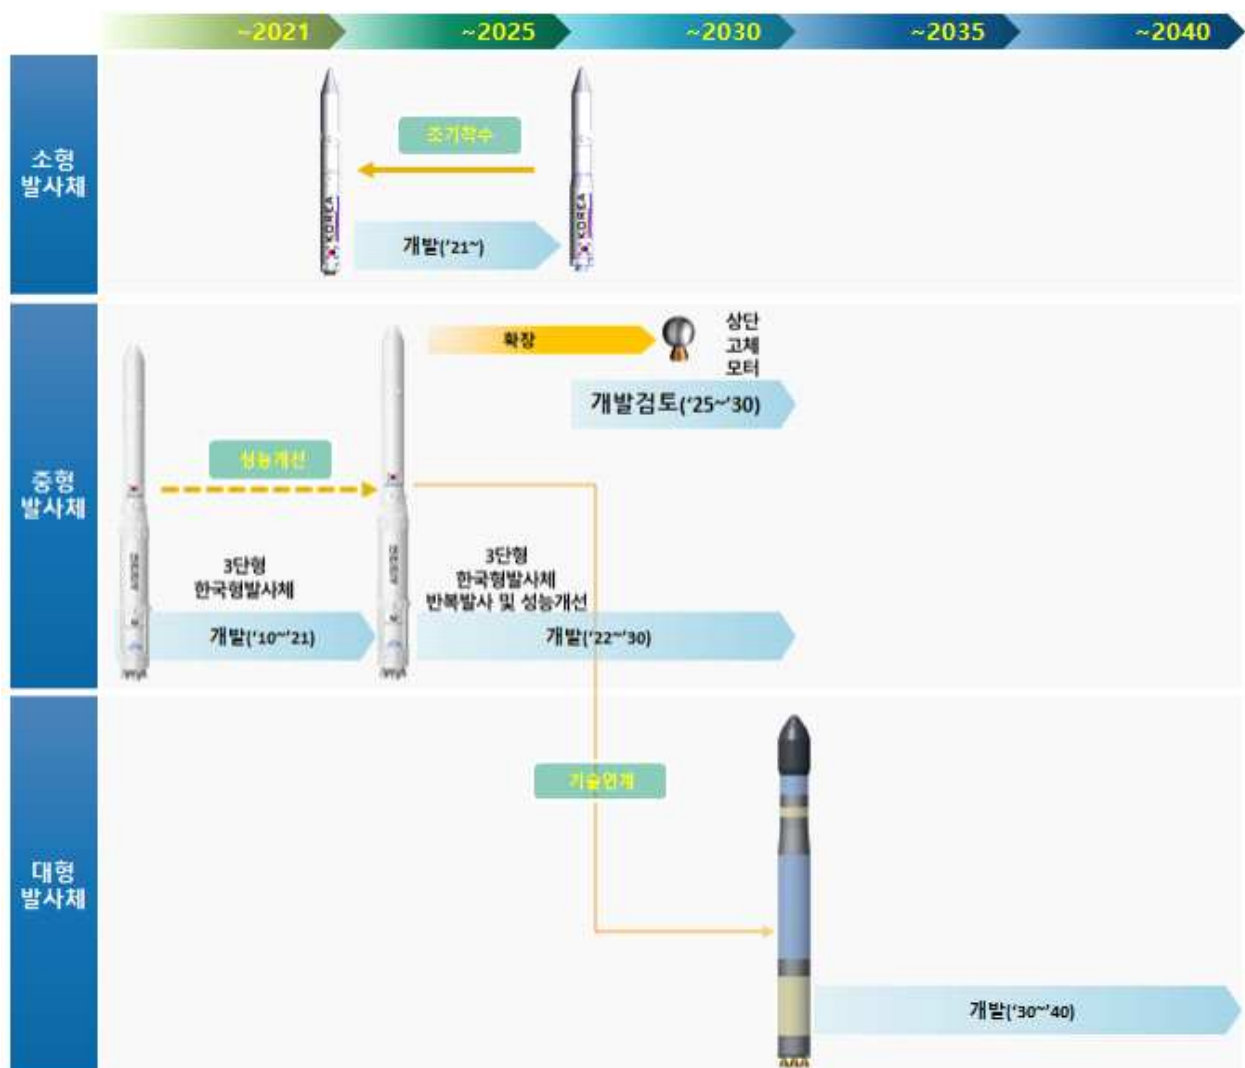 ~2021
~2025
~2030
~2035
~2040
소형
발사체
조기착수
KOREA
KOREA
개발('21~)
중형
발사체
확장
상단
고체
모터
개발검토('25~'30)
성능개선
3단형
한국형발사체
개발('10~'21)
3단형
한국형발사체
반복발사 및 성능개선
개발('22~'30)
대형
발사체
기술연계
개발('30~'40)